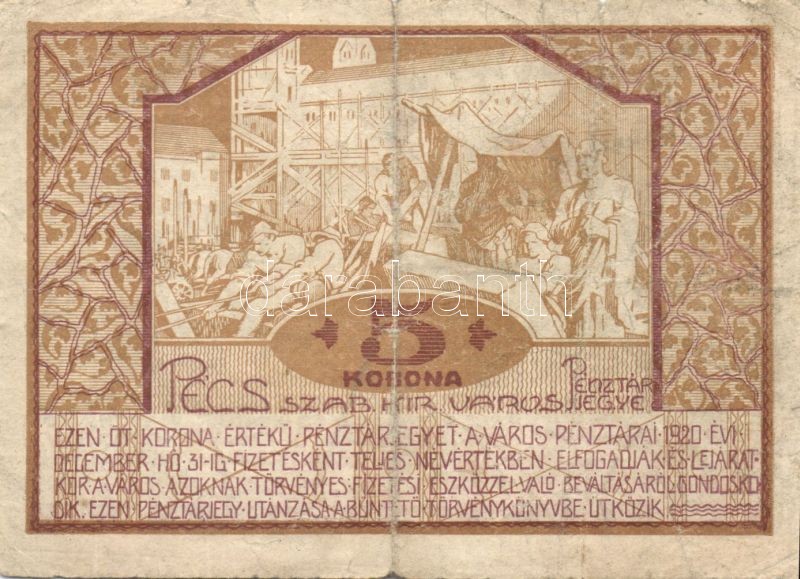 darabanth
5
KORONA
PÉCS SZAB. KIR. VÁROS PÉNZTÁR JEGYE
EZEN ÖT KORONA ÉRTÉKŰ PÉNZTÁRJEGYET A VÁROS PÉNZTÁRAI 1920 ÉVI
DECEMBER HÓ 31-IG FIZETÉSKÉNT TELJES NÉVÉRTÉKBEN ELFOGADJÁK ÉS LEJÁRAT-
KOR A VÁROS AZOKNAK TÖRVÉNYES FIZETÉSI ESZKÖZZEL VALÓ BEVÁLTÁSÁRÓL GONDOSKO
DIK. EZEN PÉNZTÁRJEGY UTÁNZÁSA A BÜNTETŐ TÖRVÉNYKÖNYVBE ÜTKÖZIK